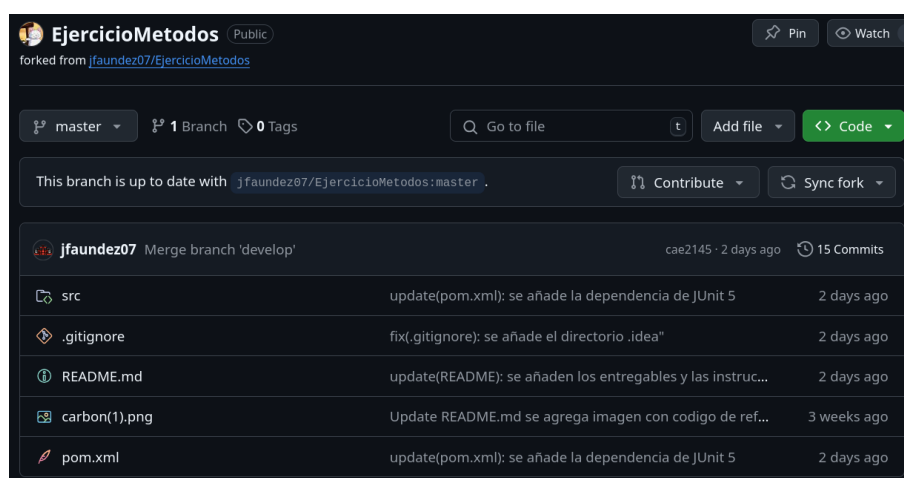 EjercicioMetodos Public Pin Watch
forked from jfaundez07/EjercicioMetodos
master 1 Branch 0 Tags Go to file t Add file Code
This branch is up to date with jfaundez07/EjercicioMetodos:master . Contribute Sync fork
jfaundez07 Merge branch 'develop' cae2145 · 2 days ago 15 Commits
src update(pom.xml): se añade la dependencia de JUnit 5 2 days ago
.gitignore fix(.gitignore): se añade el directorio .idea" 2 days ago
README.md update(README): se añaden los entregables y las instruc... 2 days ago
carbon(1).png Update README.md se agrega imagen con codigo de ref... 3 weeks ago
pom.xml update(pom.xml): se añade la dependencia de JUnit 5 2 days ago